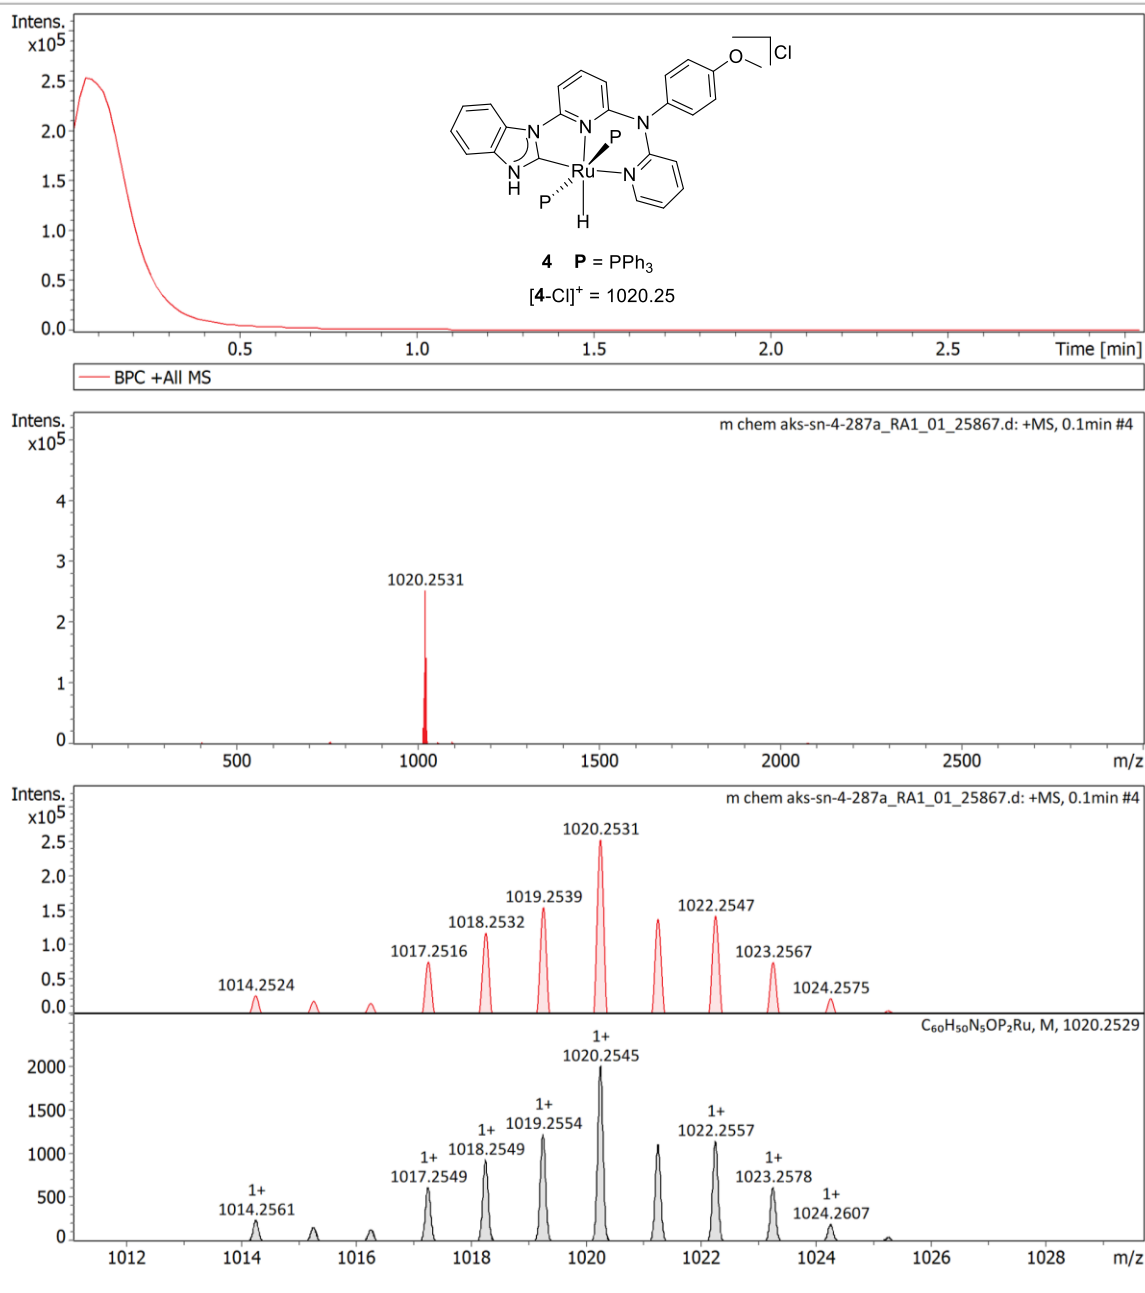 Intens.
x10⁵
2.5
2.0
1.5
1.0
0.5
0.0
O
Cl
N
N
N
P
N
H
Ru
N
P
H
4 P = PPh₃
[4-Cl]⁺ = 1020.25
0.5 1.0 1.5 2.0 2.5 Time [min]
BPC +All MS
Intens.
x10⁵
m chem aks-sn-4-287a_RA1_01_25867.d: +MS, 0.1min #4
4
3
2
1
0
1020.2531
500 1000 1500 2000 2500 m/z
Intens.
x10⁵
m chem aks-sn-4-287a_RA1_01_25867.d: +MS, 0.1min #4
2.5
2.0
1.5
1.0
0.5
0.0
1014.2524
1017.2516
1018.2532
1019.2539
1020.2531
1022.2547
1023.2567
1024.2575
C₆₀H₅₀N₅OP₂Ru, M, 1020.2529
2000
1500
1000
500
0
1+
1014.2561
1+
1017.2549
1+
1018.2549
1+
1019.2554
1+
1020.2545
1+
1022.2557
1+
1023.2578
1+
1024.2607
1012 1014 1016 1018 1020 1022 1024 1026 1028 m/z